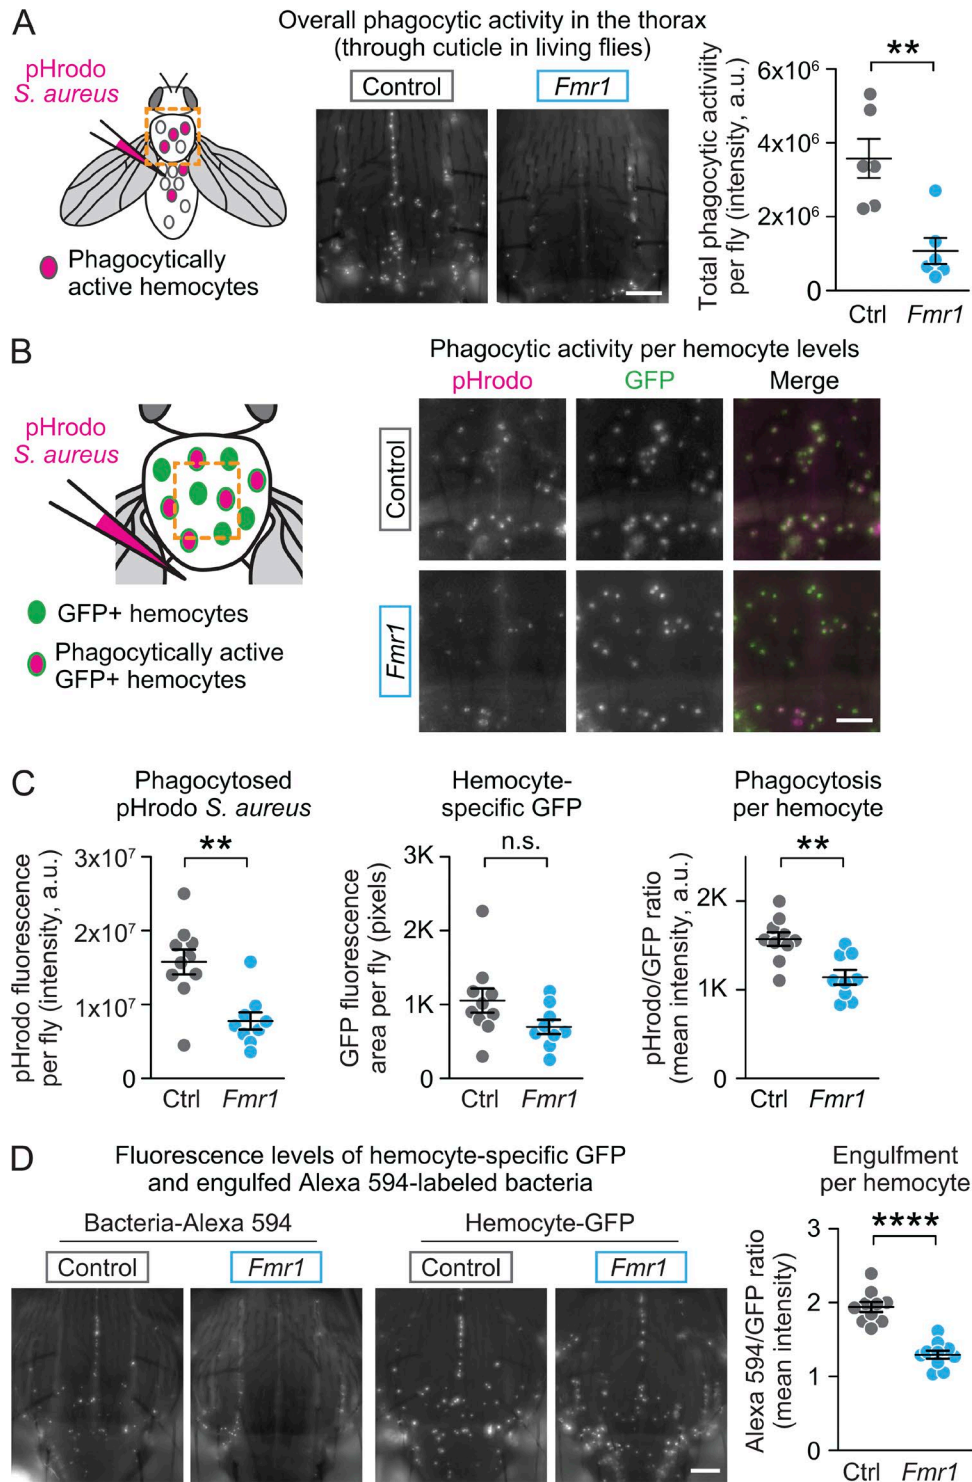 A
Overall phagocytic activity in the thorax
(through cuticle in living flies)
pHrodo
S. aureus
Phagocytically
active hemocytes
Control
Fmr1
Total phagocytic activiity
per fly (intensity, a.u.)
**
6x10⁶
4x10⁶
2x10⁶
0
Ctrl
Fmr1
B
Phagocytic activity per hemocyte levels
pHrodo
S. aureus
GFP+ hemocytes
Phagocytically active
GFP+ hemocytes
pHrodo
GFP
Merge
Control
Fmr1
C
Phagocytosed
pHrodo S. aureus
pHrodo fluorescence
per fly (intensity, a.u.)
**
3x10⁷
2x10⁷
1x10⁷
0
Ctrl
Fmr1
Hemocyte-
specific GFP
GFP fluorescence
area per fly (pixels)
n.s.
3K
2K
1K
0
Ctrl
Fmr1
Phagocytosis
per hemocyte
pHrodo/GFP ratio
(mean intensity, a.u.)
**
2K
1K
0
Ctrl
Fmr1
D
Fluorescence levels of hemocyte-specific GFP
and engulfed Alexa 594-labeled bacteria
Bacteria-Alexa 594
Hemocyte-GFP
Control
Fmr1
Control
Fmr1
Engulfment
per hemocyte
Alexa 594/GFP ratio
(mean intensity)
****
3
2
1
0
Ctrl
Fmr1